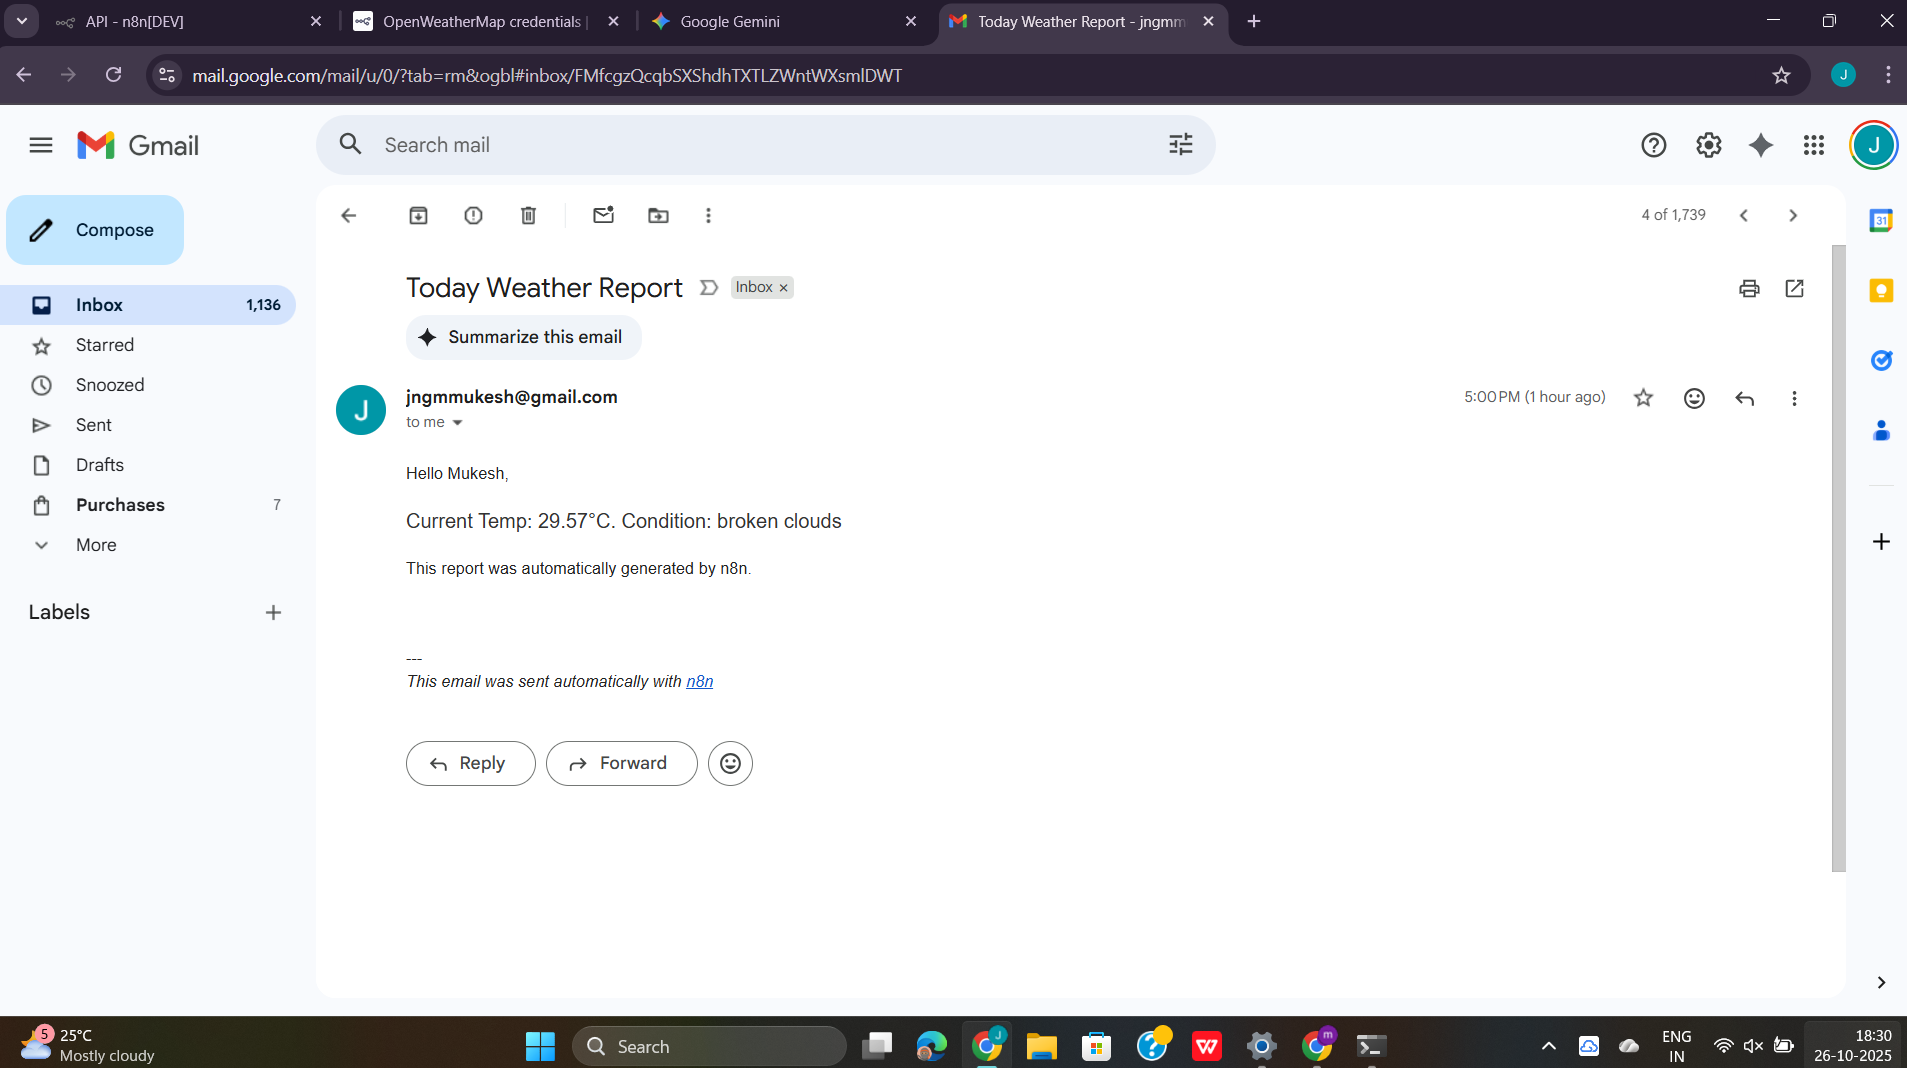 API - n8n[DEV]
OpenWeatherMap credentials |
Google Gemini
Today Weather Report - jngmm
mail.google.com/mail/u/0/?tab=rm&ogbl#inbox/FMfcgzQcqbSXShdhTXTLZWntWXsmlDWT
J
Gmail
Search mail
J
Compose
4 of 1,739
31
Today Weather Report
Inbox ×
Summarize this email
Inbox 1,136
Starred
Snoozed
Sent
Drafts
Purchases 7
More
Labels
J
jngmmukesh@gmail.com
5:00 PM (1 hour ago)
to me
Hello Mukesh,
Current Temp: 29.57°C. Condition: broken clouds
This report was automatically generated by n8n.
---
This email was sent automatically with n8n
Reply
Forward
5
25°C
Mostly cloudy
Search
J
W
m
ENG
IN
18:30
26-10-2025